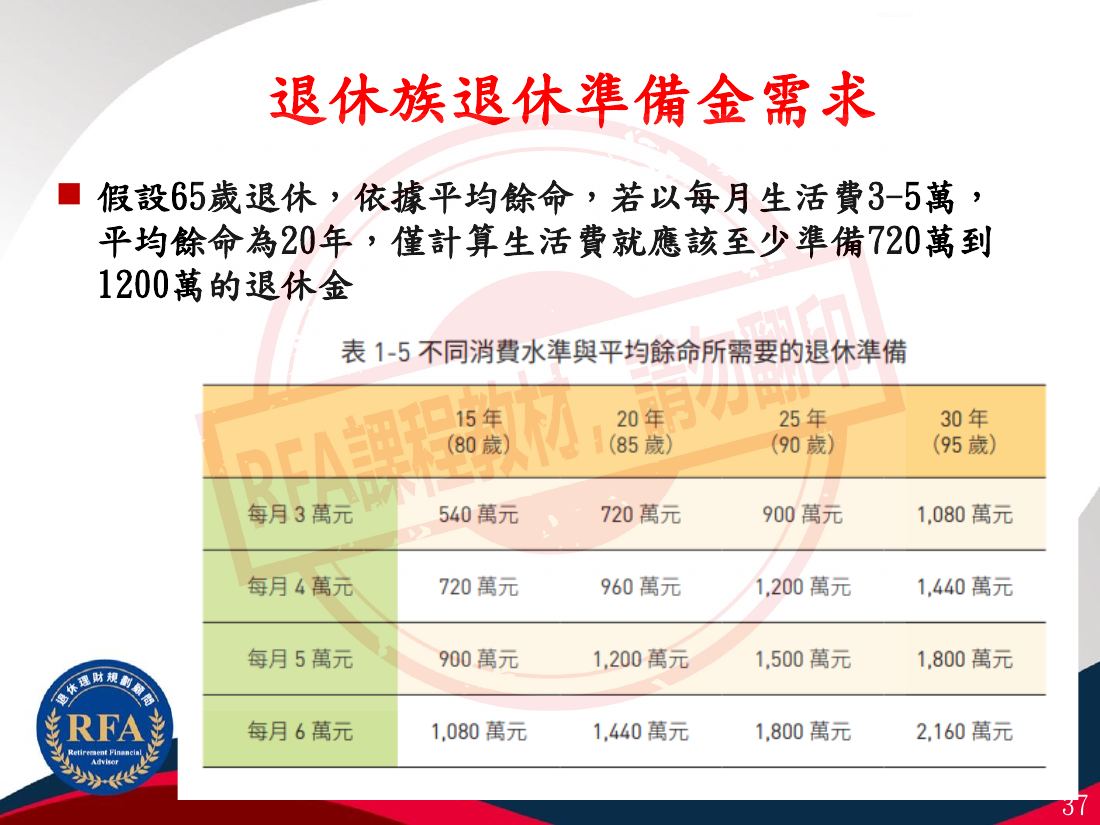 退休族退休準備金需求
假設65歲退休，依據平均餘命，若以每月生活費3-5萬，
平均餘命為20年，僅計算生活費就應該至少準備720萬到
1200萬的退休金
表 1-5 不同消費水準與平均餘命所需要的退休準備
15 年 20 年 25 年 30 年
（80 歲） （85 歲） （90 歲） （95 歲）
每月 3 萬元 540 萬元 720 萬元 900 萬元 1,080 萬元
每月 4 萬元 720 萬元 960 萬元 1,200 萬元 1,440 萬元
每月 5 萬元 900 萬元 1,200 萬元 1,500 萬元 1,800 萬元
每月 6 萬元 1,080 萬元 1,440 萬元 1,800 萬元 2,160 萬元
RFA課程教材，請勿翻印
退休理財規劃顧問
RFA
Retirement Financial
Advisor
37